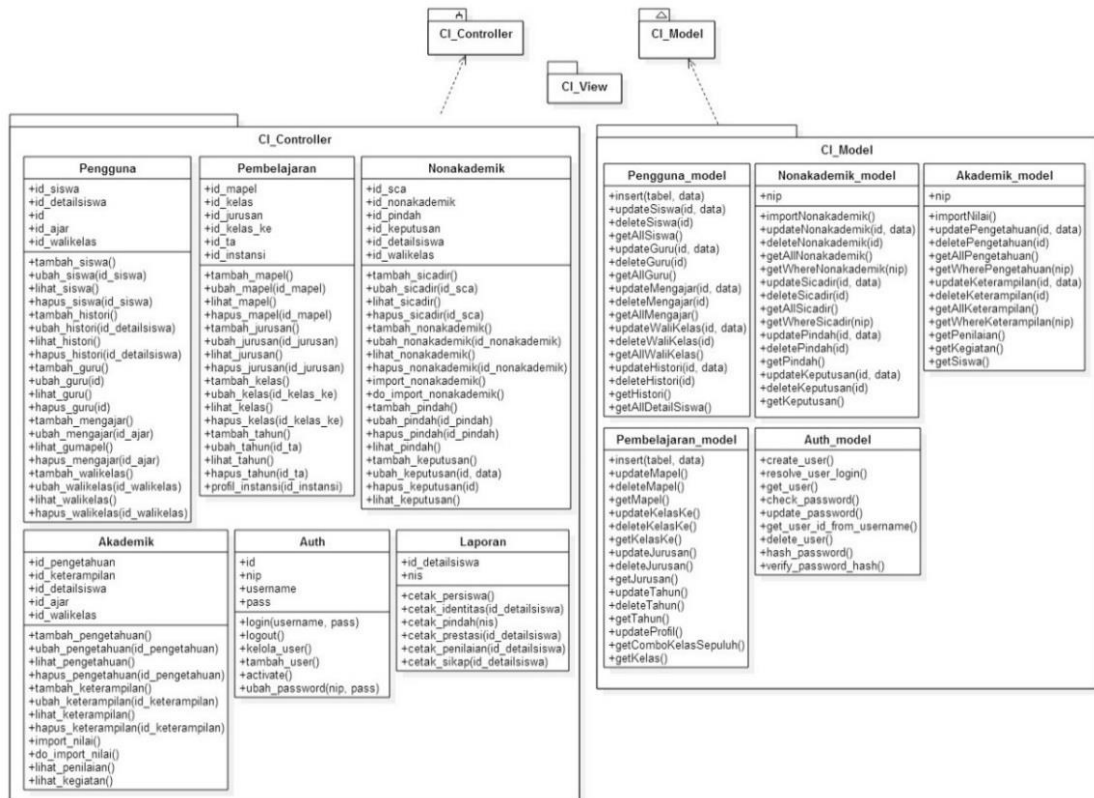 CI_Controller
CI_Model
CI_View
CI_Controller
Pengguna
+id_siswa
+id_detailsiswa
+id
+id_ajar
+id_walikelas
+tambah_siswa()
+ubah_siswa(id_siswa)
+lihat_siswa()
+hapus_siswa(id_siswa)
+tambah_histori()
+ubah_histori(id_detailsiswa)
+lihat_histori()
+hapus_histori(id_detailsiswa)
+tambah_guru()
+ubah_guru(id)
+lihat_guru()
+hapus_guru(id)
+tambah_mengajar()
+ubah_mengajar(id_ajar)
+lihat_gumapel()
+hapus_mengajar(id_ajar)
+tambah_walikelas()
+ubah_walikelas(id_walikelas)
+lihat_walikelas()
+hapus_walikelas(id_walikelas)
Pembelajaran
+id_mapel
+id_kelas
+id_jurusan
+id_kelas_ke
+id_ta
+id_instansi
+tambah_mapel()
+ubah_mapel(id_mapel)
+lihat_mapel()
+hapus_mapel(id_mapel)
+tambah_jurusan()
+ubah_jurusan(id_jurusan)
+lihat_jurusan()
+hapus_jurusan(id_jurusan)
+tambah_kelas()
+ubah_kelas(id_kelas_ke)
+lihat_kelas()
+hapus_kelas(id_kelas_ke)
+tambah_tahun()
+ubah_tahun(id_ta)
+lihat_tahun()
+hapus_tahun(id_ta)
+profil_instansi(id_instansi)
Nonakademik
+id_sca
+id_nonakademik
+id_pindah
+id_keputusan
+id_detailsiswa
+id_walikelas
+tambah_sicadir()
+ubah_sicadir(id_sca)
+lihat_sicadir()
+hapus_sicadir(id_sca)
+tambah_nonakademik()
+ubah_nonakademik(id_nonakademik)
+lihat_nonakademik()
+hapus_nonakademik(id_nonakademik)
+import_nonakademik()
+do_import_nonakademik()
+tambah_pindah()
+ubah_pindah(id_pindah)
+hapus_pindah(id_pindah)
+lihat_pindah()
+tambah_keputusan()
+ubah_keputusan(id, data)
+hapus_keputusan(id)
+lihat_keputusan()
Akademik
+id_pengetahuan
+id_keterampilan
+id_detailsiswa
+id_ajar
+id_walikelas
+tambah_pengetahuan()
+ubah_pengetahuan(id_pengetahuan)
+lihat_pengetahuan()
+hapus_pengetahuan(id_pengetahuan)
+tambah_keterampilan()
+ubah_keterampilan(id_keterampilan)
+lihat_keterampilan()
+hapus_keterampilan(id_keterampilan)
+import_nilai()
+do_import_nilai()
+lihat_penilaian()
+lihat_kegiatan()
Auth
+id
+nip
+username
+pass
+login(username, pass)
+logout()
+kelola_user()
+tambah_user()
+activate()
+ubah_password(nip, pass)
Laporan
+id_detailsiswa
+nis
+cetak_persiswa()
+cetak_identitas(id_detailsiswa)
+cetak_pindah(nis)
+cetak_prestasi(id_detailsiswa)
+cetak_penilaian(id_detailsiswa)
+cetak_sikap(id_detailsiswa)
CI_Model
Pengguna_model
+insert(tabel, data)
+updateSiswa(id, data)
+deleteSiswa(id)
+getAllSiswa()
+updateGuru(id, data)
+deleteGuru(id)
+getAllGuru()
+updateMengajar(id, data)
+deleteMengajar(id)
+getAllMengajar()
+updateWaliKelas(id, data)
+deleteWaliKelas(id)
+getAllWaliKelas()
+updateHistori(id, data)
+deleteHistori(id)
+getHistori()
+getAllDetailSiswa()
Nonakademik_model
+nip
+importNonakademik()
+updateNonakademik(id, data)
+deleteNonakademik(id)
+getAllNonakademik()
+getWhereNonakademik(nip)
+updateSicadir(id, data)
+deleteSicadir(id)
+getAllSicadir()
+getWhereSicadir(nip)
+updatePindah(id, data)
+deletePindah(id)
+getPindah()
+updateKeputusan(id, data)
+deleteKeputusan(id)
+getKeputusan()
Akademik_model
+nip
+importNilai()
+updatePengetahuan(id, data)
+deletePengetahuan(id)
+getAllPengetahuan()
+getWherePengetahuan(nip)
+updateKeterampilan(id, data)
+deleteKeterampilan(id)
+getAllKeterampilan()
+getWhereKeterampilan(nip)
+getPenilaian()
+getKegiatan()
+getSiswa()
Pembelajaran_model
+insert(tabel, data)
+updateMapel()
+deleteMapel()
+getMapel()
+updateKelasKe()
+deleteKelasKe()
+getKelasKe()
+updateJurusan()
+deleteJurusan()
+getJurusan()
+updateTahun()
+deleteTahun()
+getTahun()
+updateProfil()
+getComboKelasSepuluh()
+getKelas()
Auth_model
+create_user()
+resolve_user_login()
+get_user()
+check_password()
+update_password()
+get_user_id_from_username()
+delete_user()
+hash_password()
+verify_password_hash()